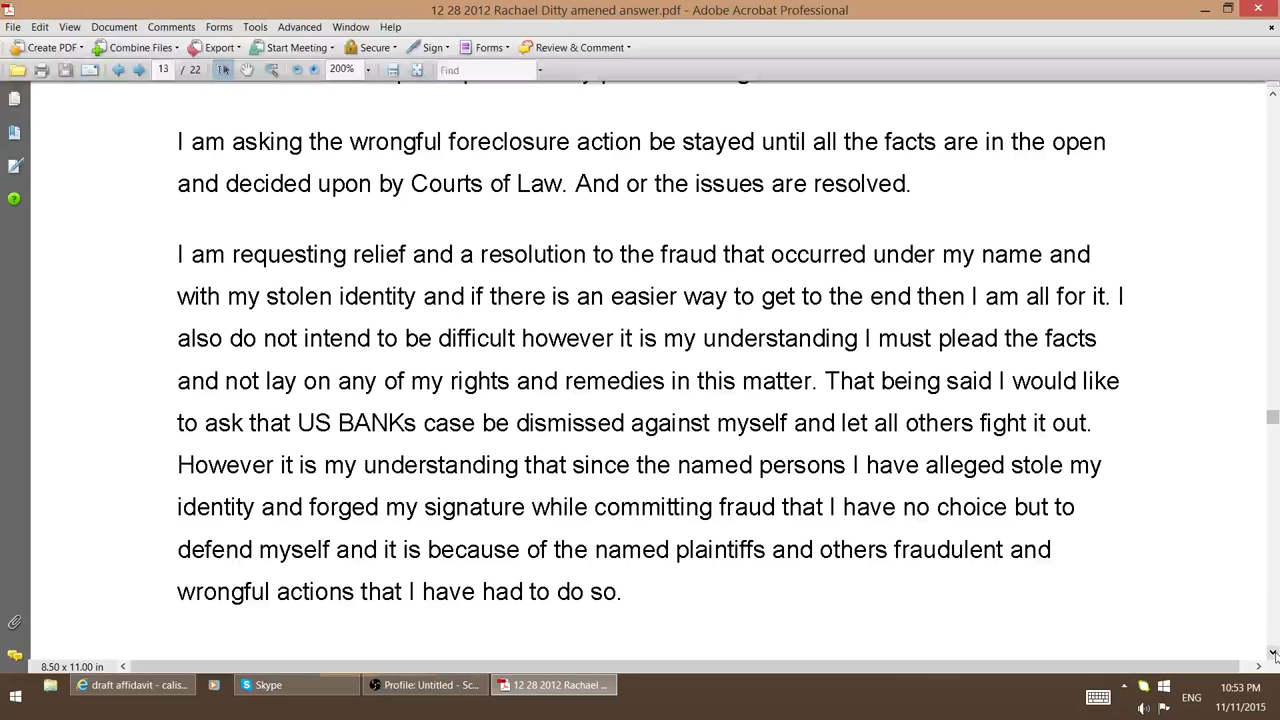 12 28 2012 Rachael Ditty amened answer.pdf - Adobe Acrobat Professional
File Edit View Document Comments Forms Tools Advanced Window Help
Create PDF Combine Files Export Start Meeting Secure Sign Forms Review & Comment
13 / 22 200% Find
I am asking the wrongful foreclosure action be stayed until all the facts are in the open
and decided upon by Courts of Law. And or the issues are resolved.
I am requesting relief and a resolution to the fraud that occurred under my name and
with my stolen identity and if there is an easier way to get to the end then I am all for it. I
also do not intend to be difficult however it is my understanding I must plead the facts
and not lay on any of my rights and remedies in this matter. That being said I would like
to ask that US BANKs case be dismissed against myself and let all others fight it out.
However it is my understanding that since the named persons I have alleged stole my
identity and forged my signature while committing fraud that I have no choice but to
defend myself and it is because of the named plaintiffs and others fraudulent and
wrongful actions that I have had to do so.
8.50 x 11.00 in
draft affidavit - calis... Skype Profile: Untitled - Sc... 12 28 2012 Rachael ... ENG 10:53 PM
11/11/2015